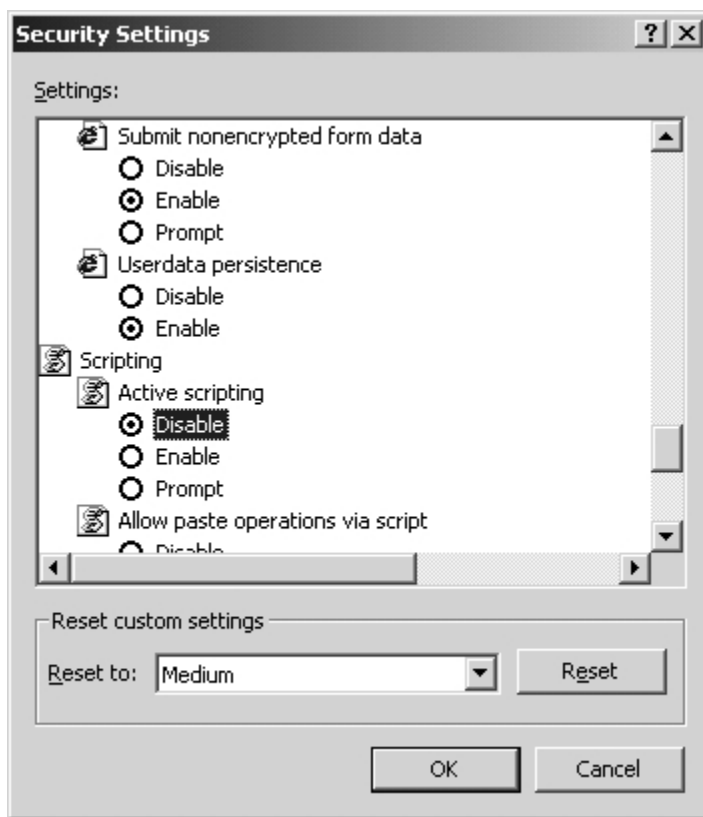 Security Settings
Settings:
Submit nonencrypted form data
Disable
Enable
Prompt
Userdata persistence
Disable
Enable
Scripting
Active scripting
Disable
Enable
Prompt
Allow paste operations via script
Disable
Reset custom settings
Reset to: Medium Reset
OK Cancel